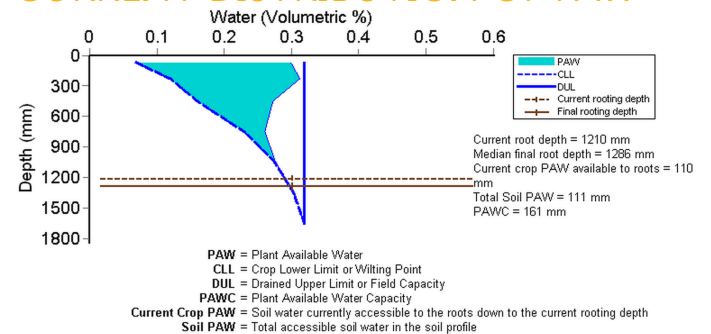 Water (Volumetric %)
0 0.1 0.2 0.3 0.4 0.5 0.6
0
300
600
900
1200
1500
1800
Depth (mm)
PAW
CLL
DUL
Current rooting depth
Final rooting depth
Current root depth = 1210 mm
Median final root depth = 1286 mm
Current crop PAW available to roots = 110
mm
Total Soil PAW = 111 mm
PAWC = 161 mm
PAW = Plant Available Water
CLL = Crop Lower Limit or Wilting Point
DUL = Drained Upper Limit or Field Capacity
PAWC = Plant Available Water Capacity
Current Crop PAW = Soil water currently accessible to the roots down to the current rooting depth
Soil PAW = Total accessible soil water in the soil profile